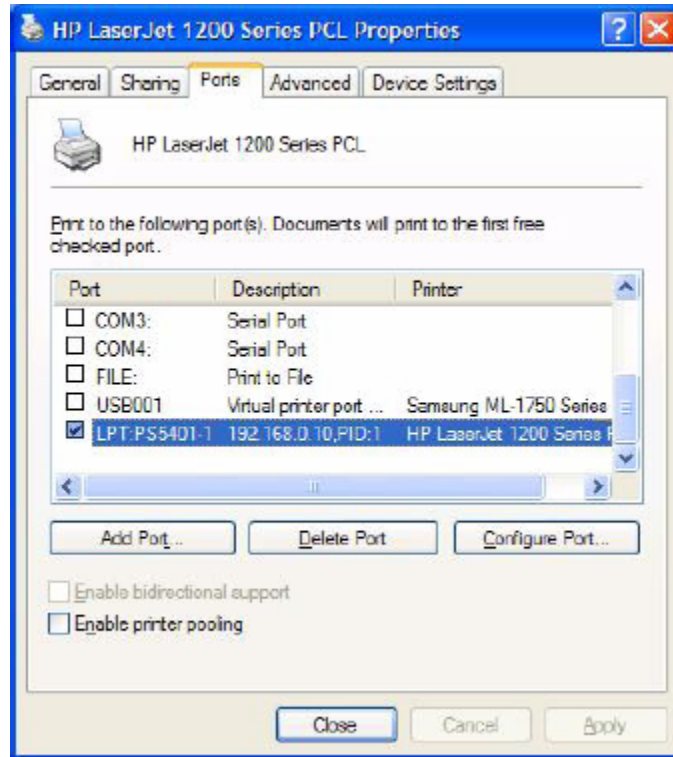 HP LaserJet 1200 Series PCL Properties
General Sharing Ports Advanced Device Settings
HP LaserJet 1200 Series PCL
Print to the following port(s). Documents will print to the first free
checked port.
Port Description Printer
COM3: Serial Port
COM4: Serial Port
FILE: Print to File
USB001 Virtual printer port ... Samsung ML-1750 Series
LPT:PS5401-1 192.168.0.10,PID:1 HP LaserJet 1200 Series P
Add Port... Delete Port Configure Port...
Enable bidirectional support
Enable printer pooling
Close Cancel Apply